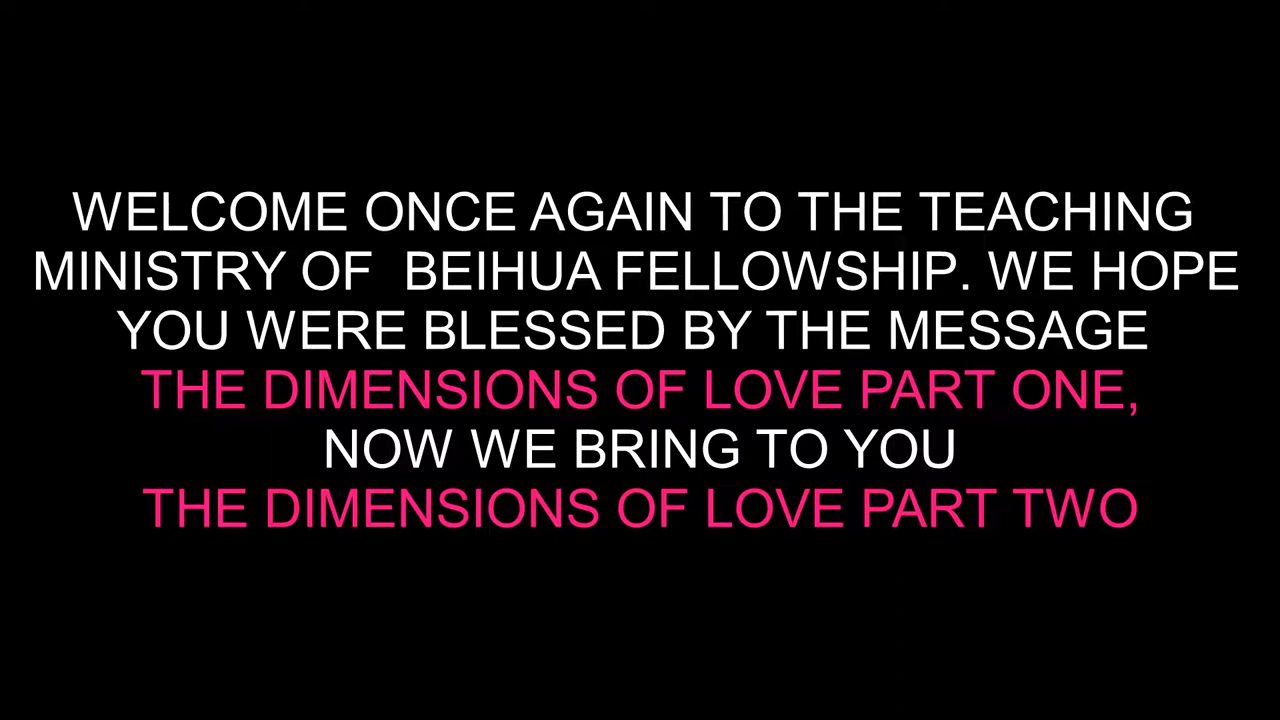 WELCOME ONCE AGAIN TO THE TEACHING
MINISTRY OF  BEIHUA FELLOWSHIP. WE HOPE
YOU WERE BLESSED BY THE MESSAGE
THE DIMENSIONS OF LOVE PART ONE,
NOW WE BRING TO YOU
THE DIMENSIONS OF LOVE PART TWO